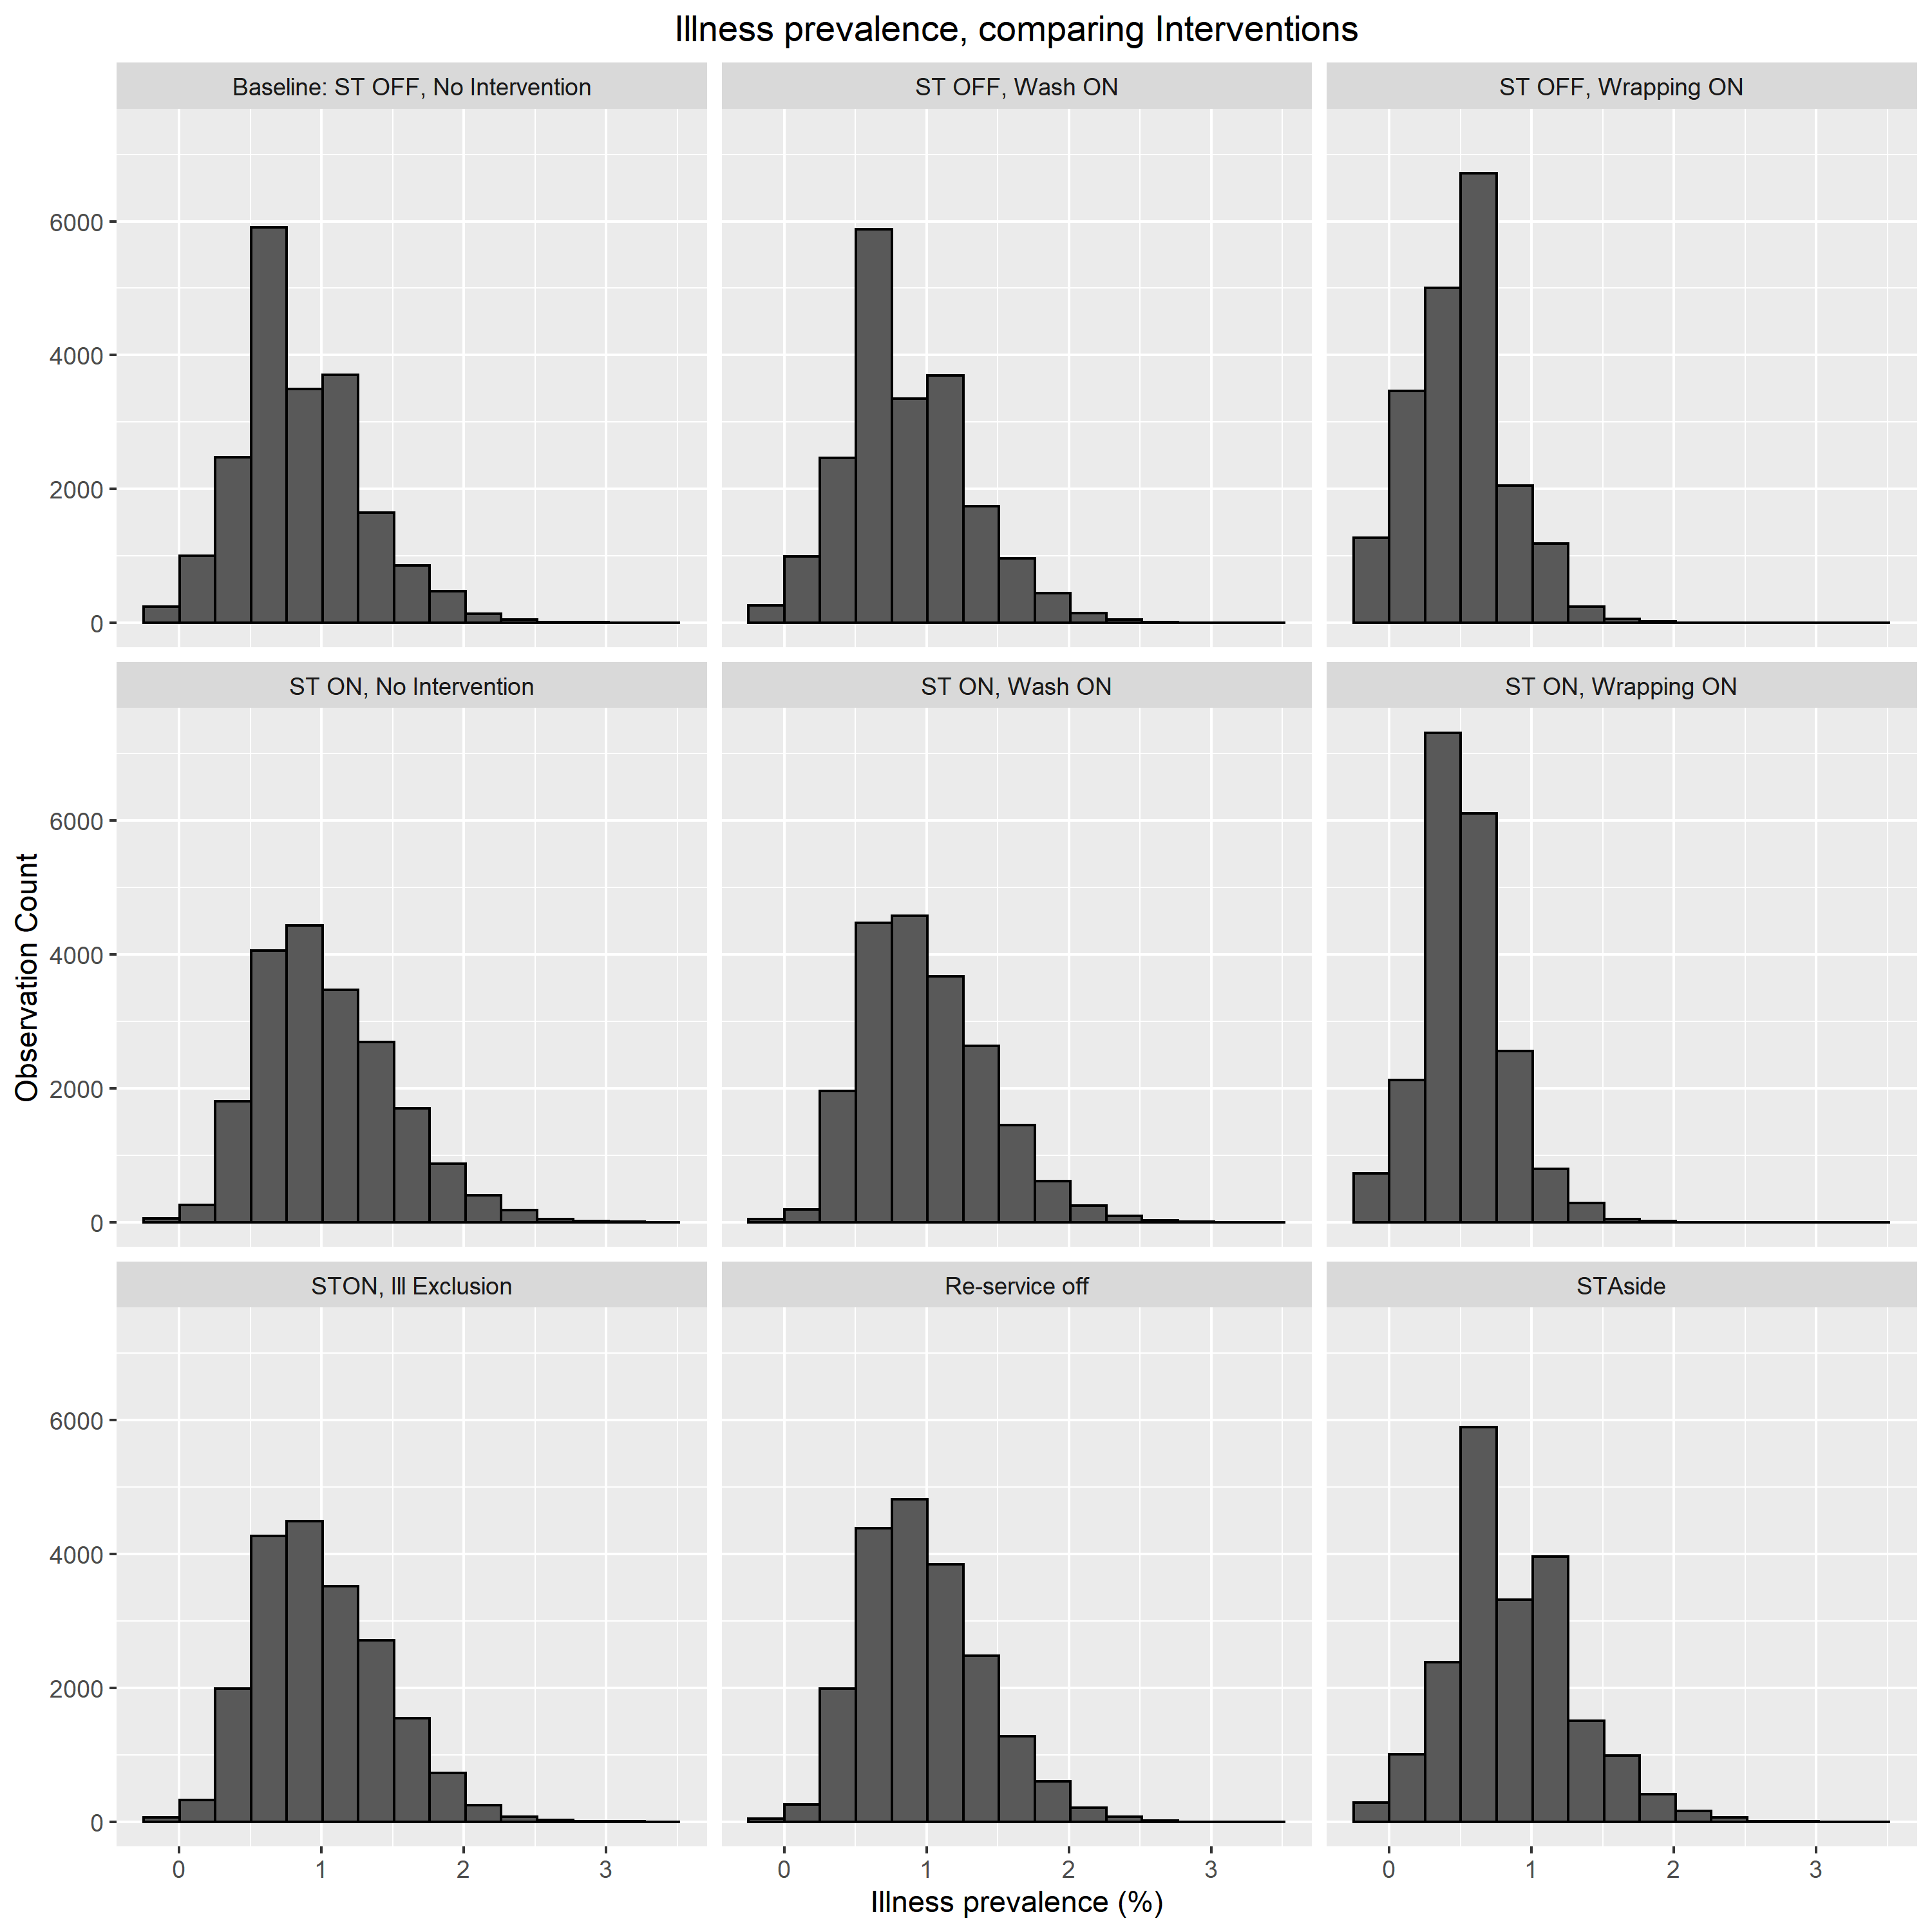 Illness prevalence, comparing Interventions
Baseline: ST OFF, No Intervention
ST OFF, Wash ON
ST OFF, Wrapping ON
6000
4000
2000
0
ST ON, No Intervention
ST ON, Wash ON
ST ON, Wrapping ON
Observation Count
6000
4000
2000
0
STON, Ill Exclusion
Re-service off
STAside
6000
4000
2000
0
0 1 2 3
0 1 2 3
0 1 2 3
Illness prevalence (%)